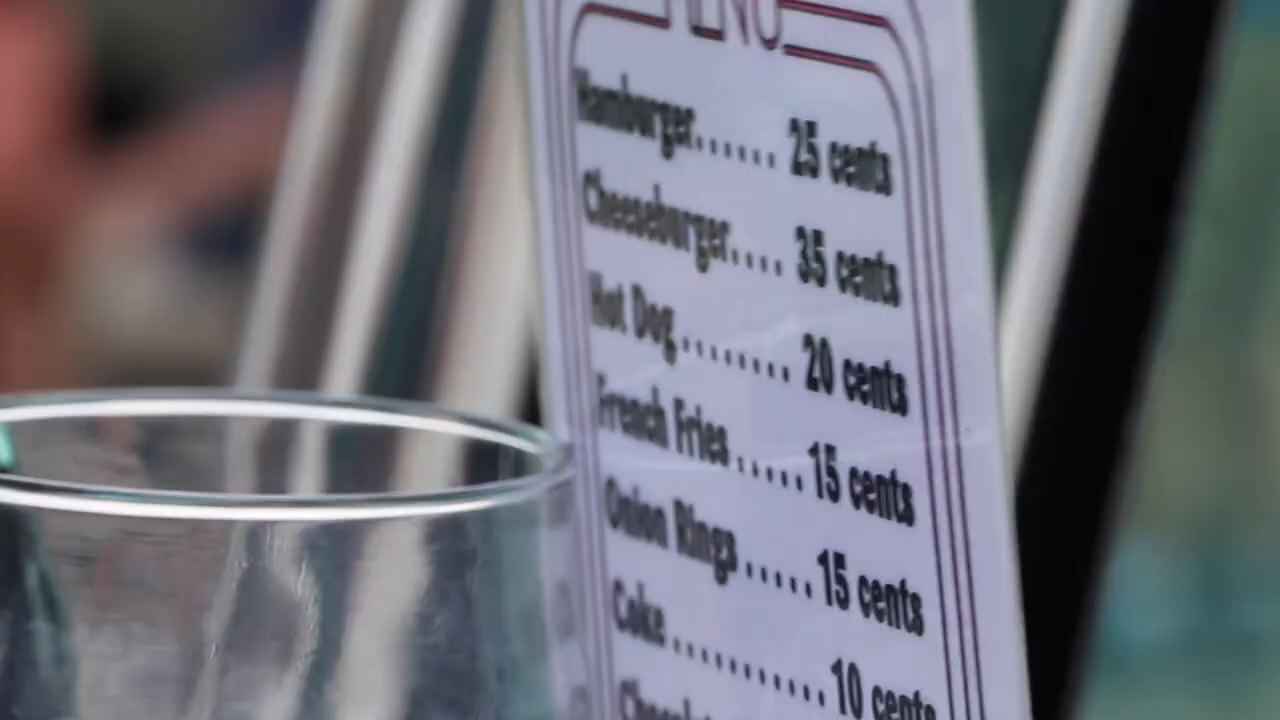 MENU
Hamburger...... 25 cents
Cheeseburger.... 35 cents
Hot Dog......... 20 cents
French Fries...... 15 cents
Onion Rings...... 15 cents
Coke........... 10 cents